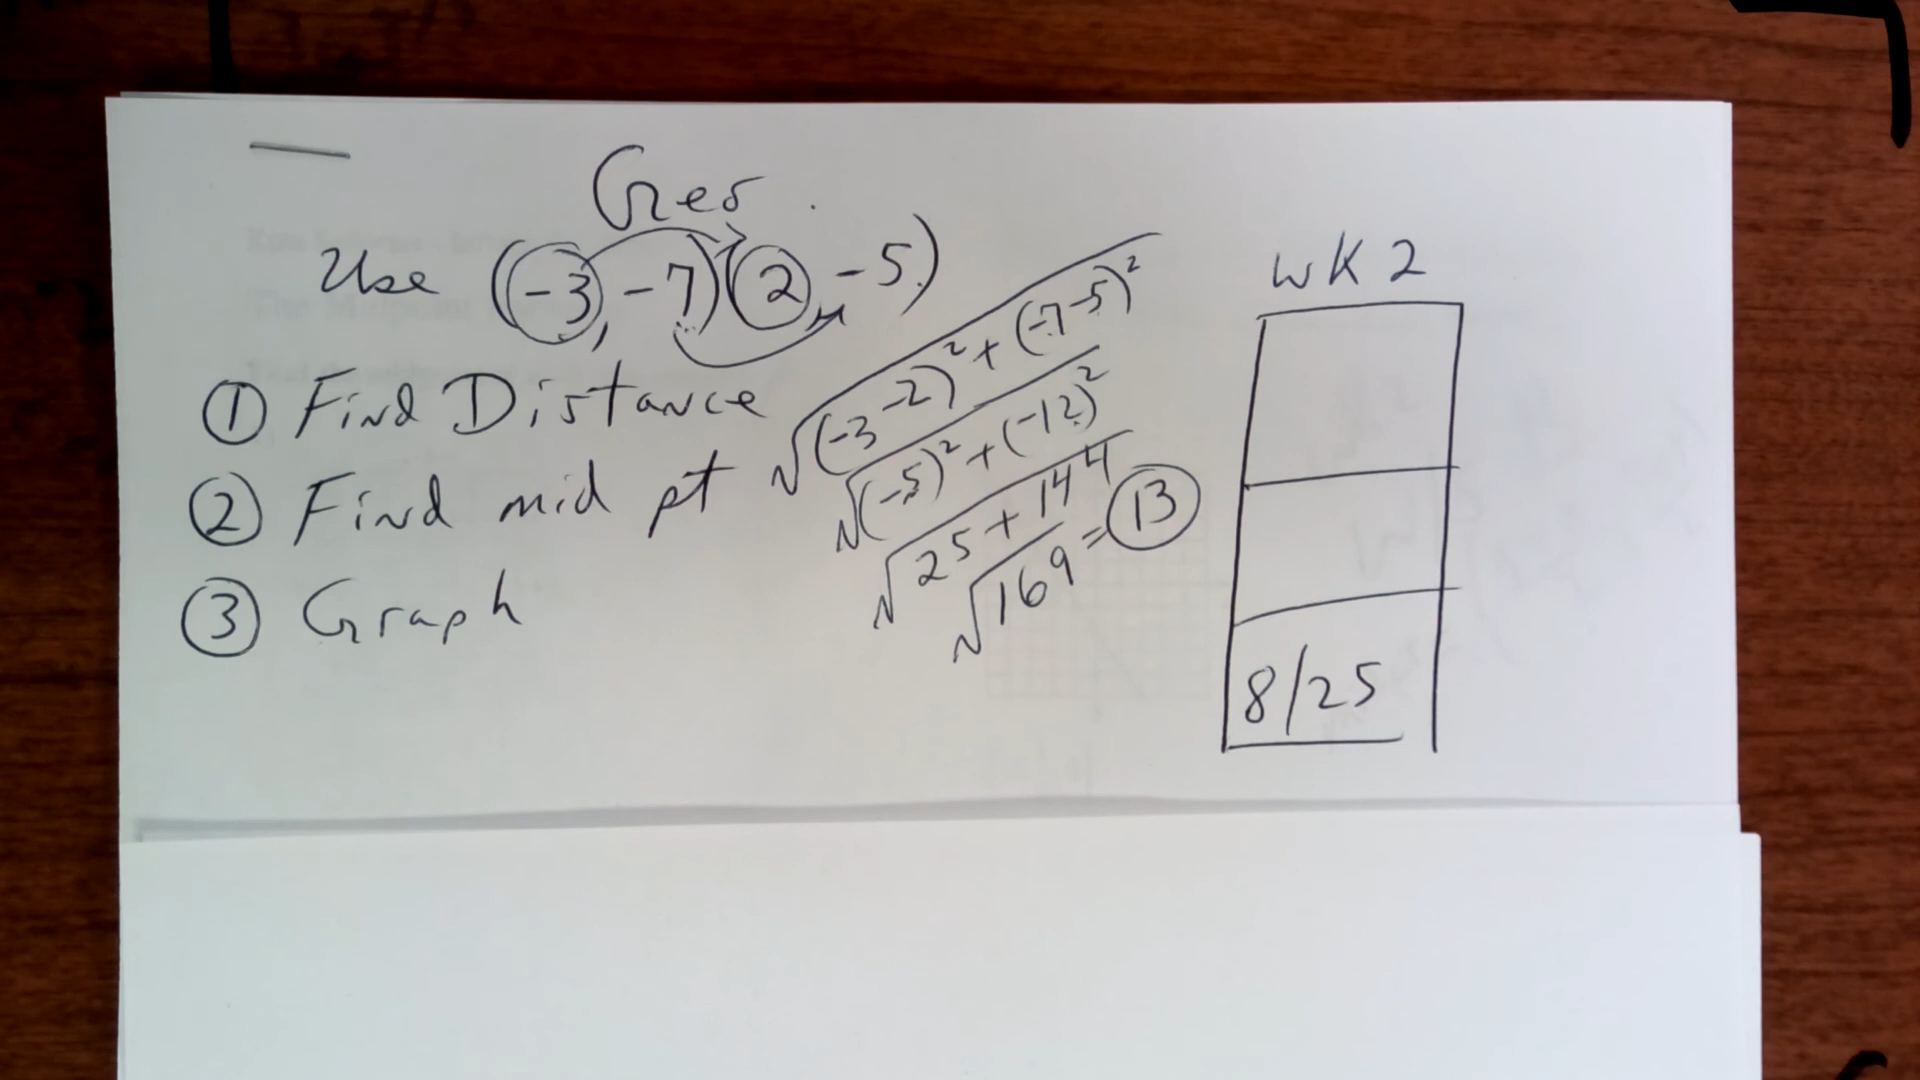 Geo.
Use (-3, -7)(2, -5)
① Find Distance
② Find mid pt
③ Graph
√(-3-2)² + (-7-5)²
√(-5)² + (-12)²
√25 + 144
√169 = 13
WK 2
8/25